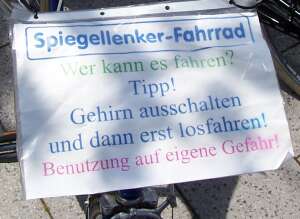 Spiegellenker-Fahrrad
Wer kann es fahren?
Tipp!
Gehirn ausschalten
und dann erst losfahren!
Benutzung auf eigene Gefahr!